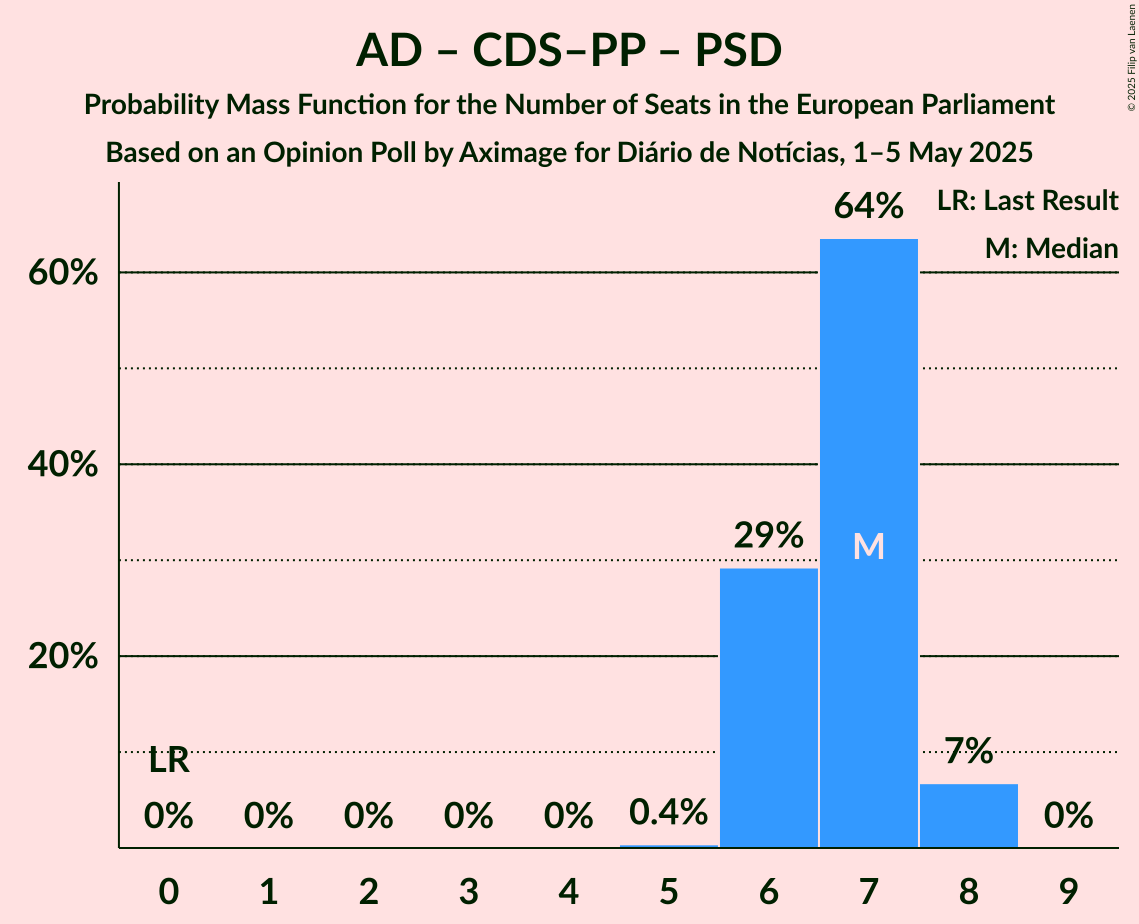 AD – CDS–PP – PSD
Probability Mass Function for the Number of Seats in the European Parliament
Based on an Opinion Poll by Aximage for Diário de Notícias, 1–5 May 2025
© 2025 Filip van Laenen
LR: Last Result
M: Median
60%
40%
20%
64%
29%
M
LR
7%
0%
0%
0%
0%
0%
0.4%
0%
0
1
2
3
4
5
6
7
8
9